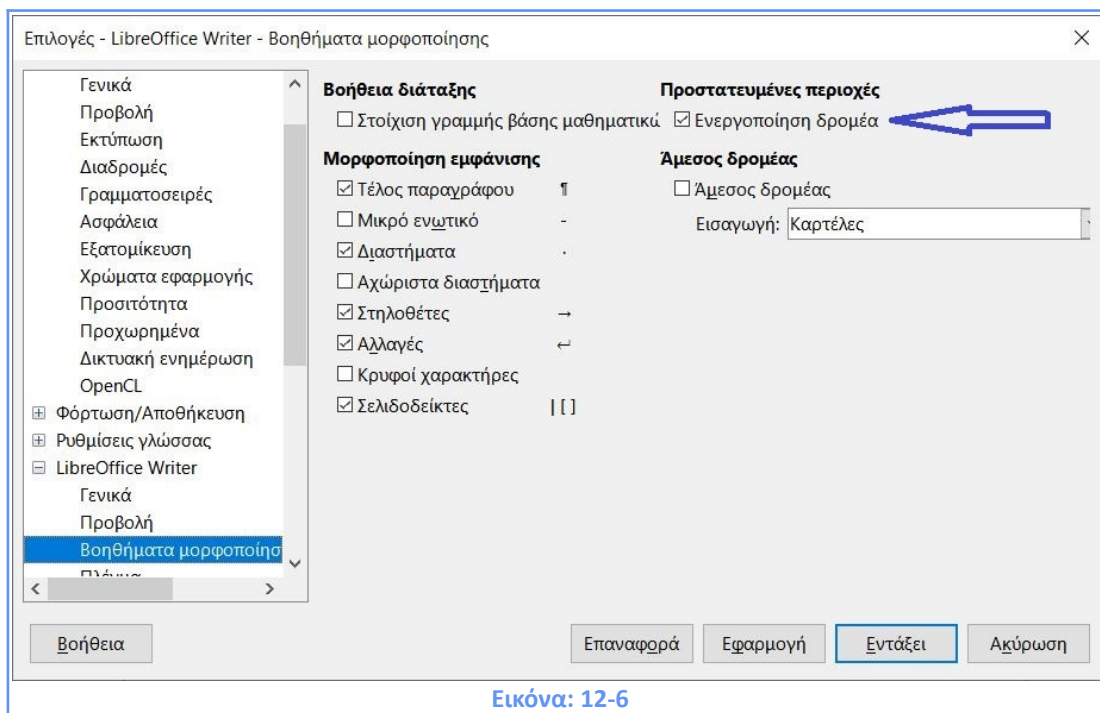 Επιλογές - LibreOffice Writer - Βοηθήματα μορφοποίησης
Γενικά
Προβολή
Εκτύπωση
Διαδρομές
Γραμματοσειρές
Ασφάλεια
Εξατομίκευση
Χρώματα εφαρμογής
Προσιτότητα
Προχωρημένα
Δικτυακή ενημέρωση
OpenCL
Φόρτωση/Αποθήκευση
Ρυθμίσεις γλώσσας
LibreOffice Writer
Γενικά
Προβολή
Βοηθήματα μορφοποίησ
Βοήθεια διάταξης
Στοίχιση γραμμής βάσης μαθηματικώ
Μορφοποίηση εμφάνισης
Τέλος παραγράφου ¶
Μικρό ενωτικό -
Διαστήματα ·
Αχώριστα διαστήματα
Στηλοθέτες →
Αλλαγές ↵
Κρυφοί χαρακτήρες
Σελιδοδείκτες |[]
Προστατευμένες περιοχές
Ενεργοποίηση δρομέα
Άμεσος δρομέας
Άμεσος δρομέας
Εισαγωγή: Καρτέλες
Βοήθεια
Επαναφορά
Εφαρμογή
Εντάξει
Ακύρωση
Εικόνα: 12-6